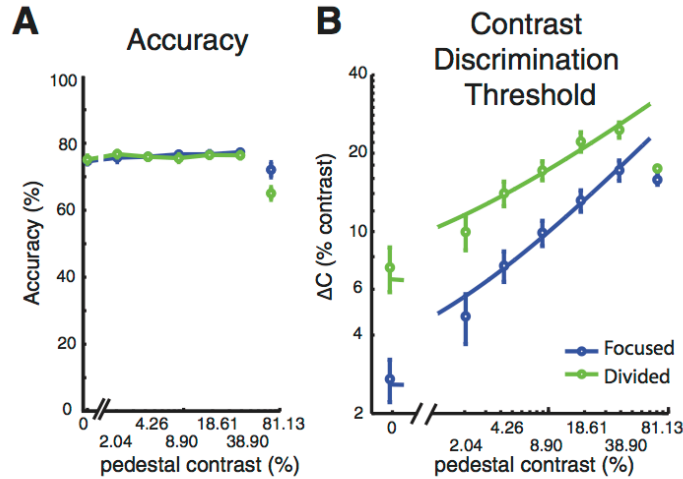 A
Accuracy
100
80
60
40
20
0
Accuracy (%)
0
4.26
18.61
81.13
2.04
8.90
38.90
pedestal contrast (%)
B
Contrast
Discrimination
Threshold
40
20
10
6
4
2
ΔC (% contrast)
Focused
Divided
0
4.26
18.61
81.13
2.04
8.90
38.90
pedestal contrast (%)